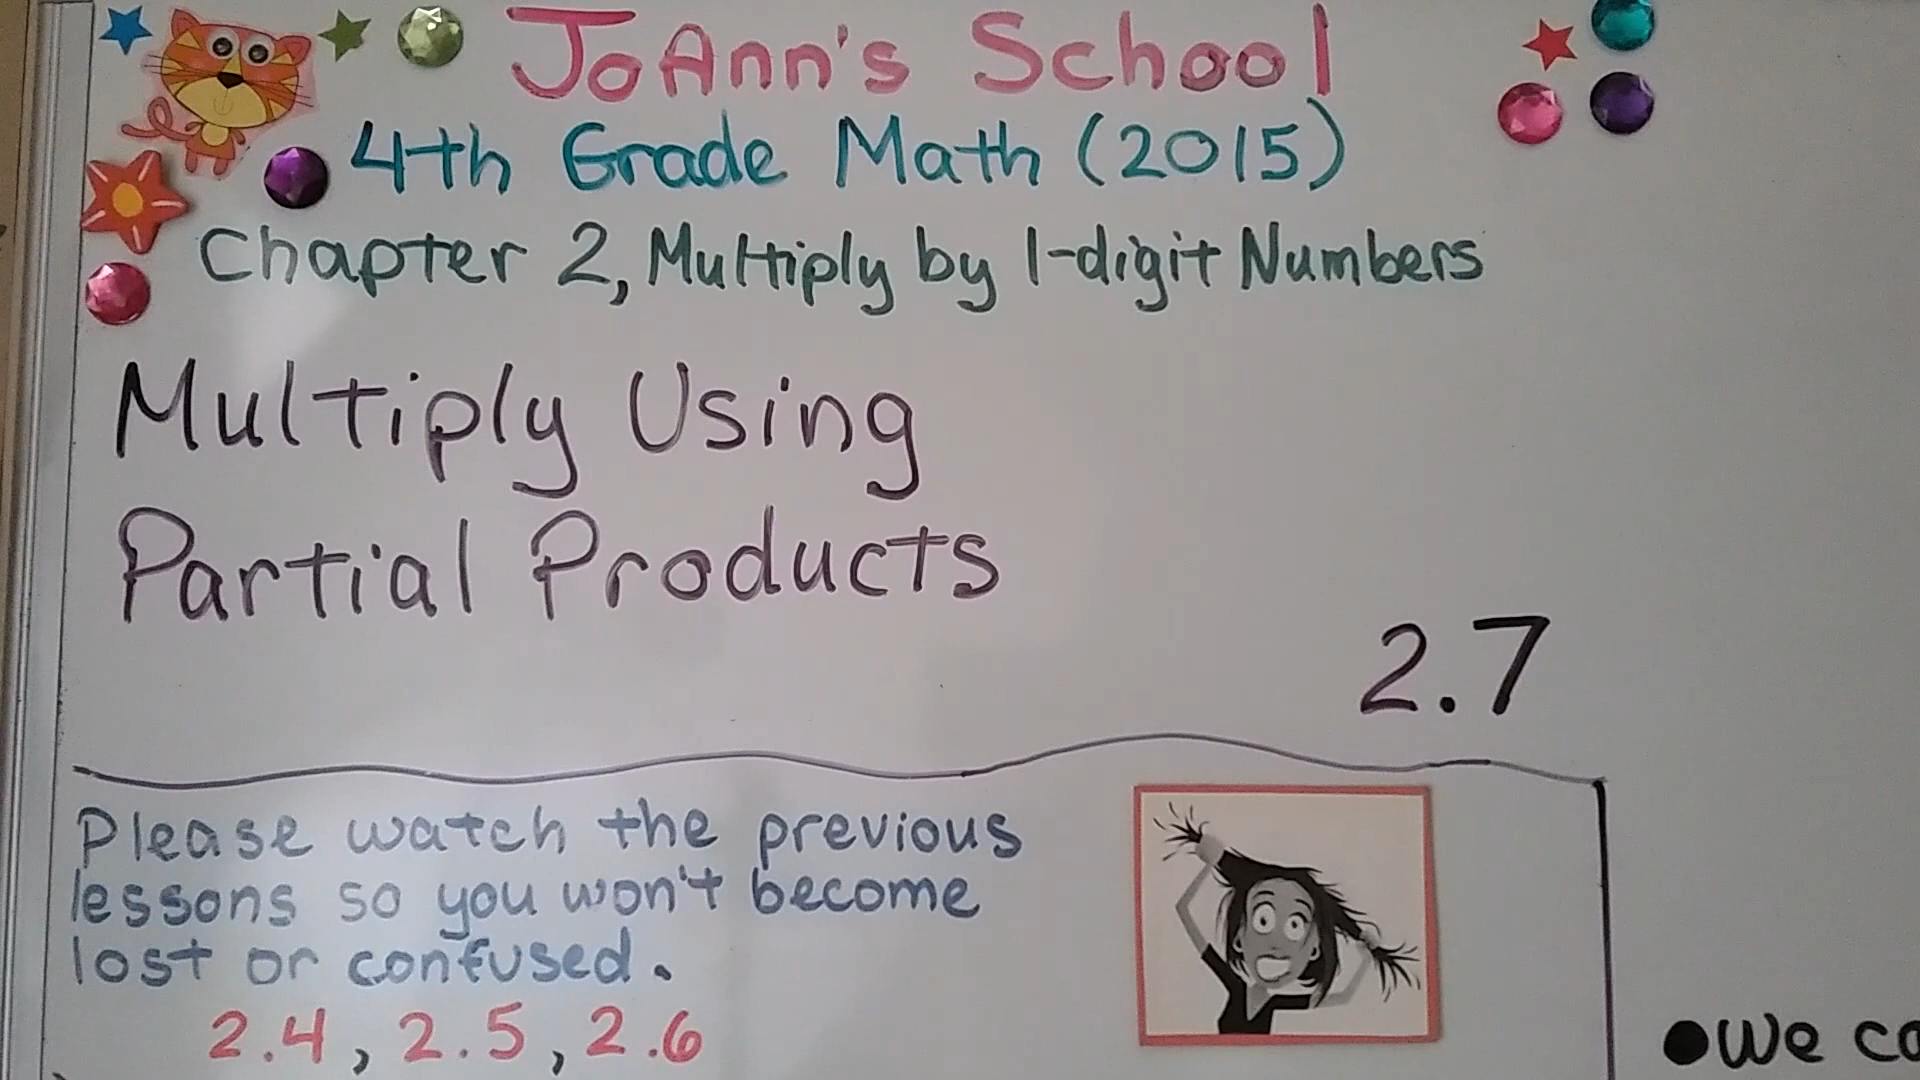 JoAnn's School
4th Grade Math (2015)
Chapter 2, Multiply by 1-digit Numbers
Multiply Using
Partial Products
2.7
Please watch the previous
lessons so you won't become
lost or confused.
2.4, 2.5, 2.6
•We